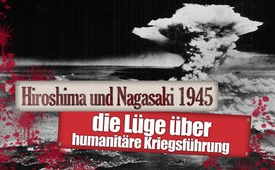 Hiroshima und Nagasaki 1945
die Lüge über
humanitäre Kriegsführung